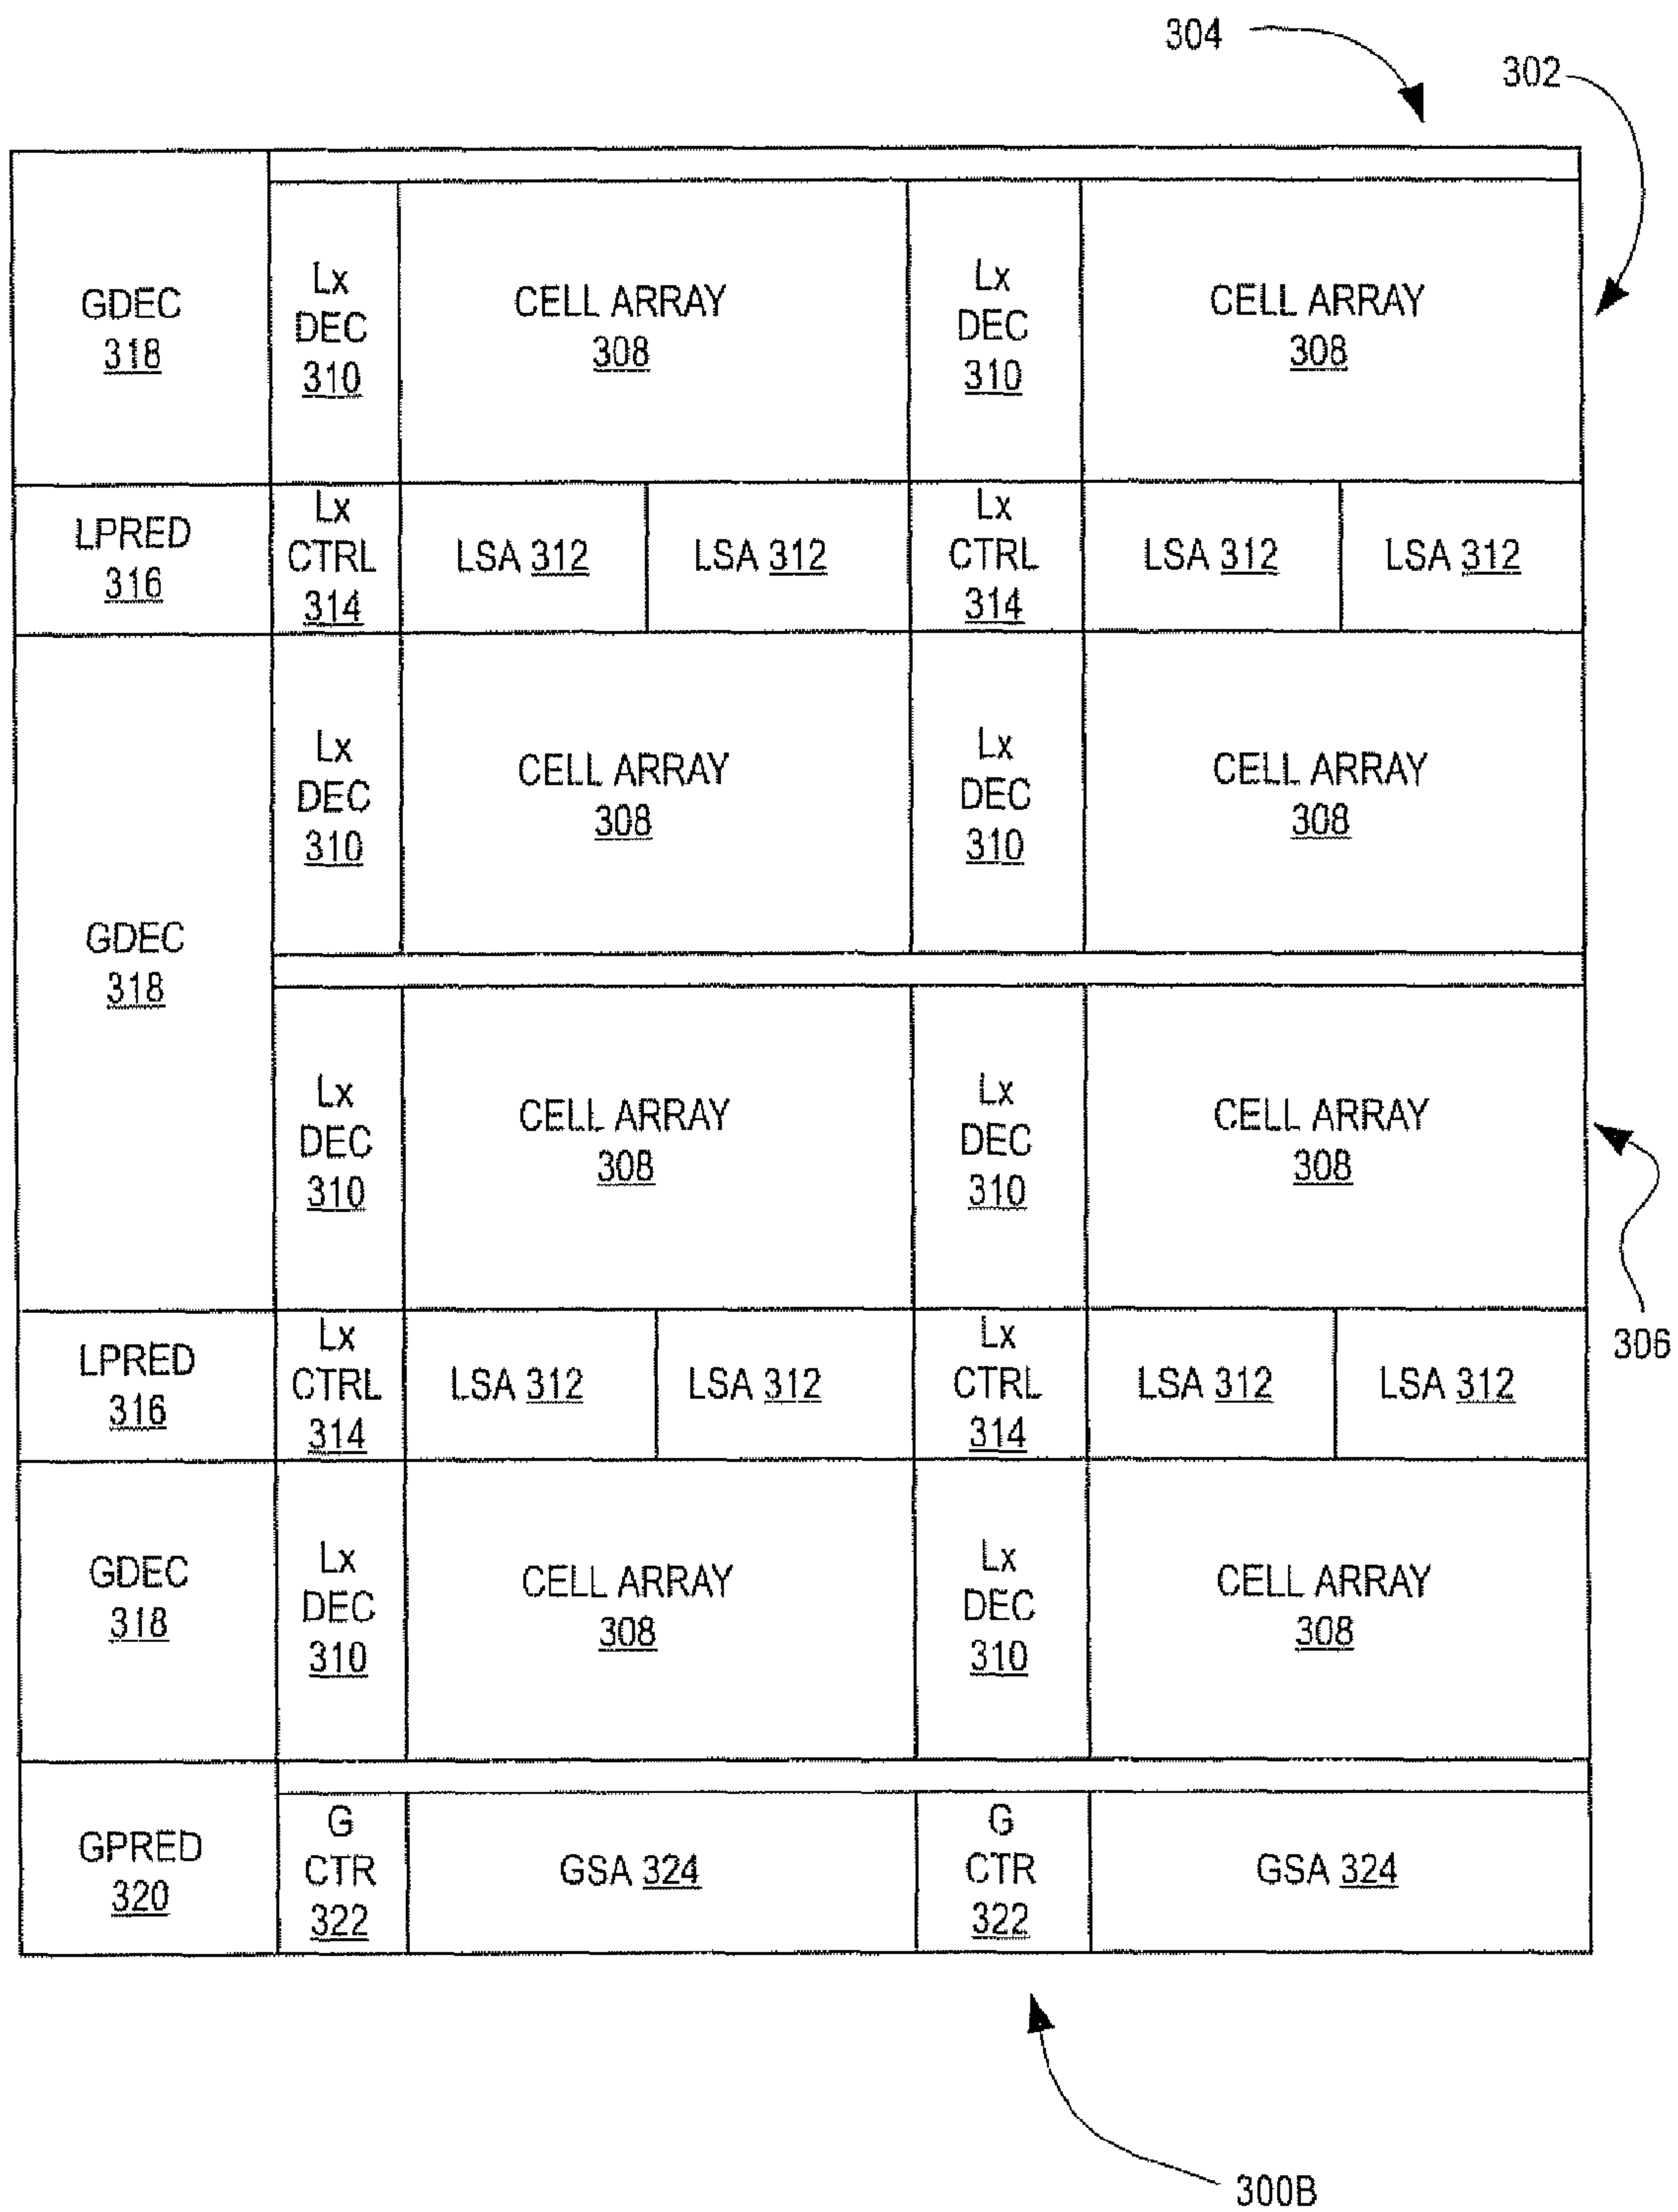 304
302
GDEC
318
Lx
DEC
310
CELL ARRAY
308
Lx
DEC
310
CELL ARRAY
308
LPRED
316
Lx
CTRL
314
LSA 312
LSA 312
Lx
CTRL
314
LSA 312
LSA 312
GDEC
318
Lx
DEC
310
CELL ARRAY
308
Lx
DEC
310
CELL ARRAY
308
Lx
DEC
310
CELL ARRAY
308
Lx
DEC
310
CELL ARRAY
308
306
LPRED
316
Lx
CTRL
314
LSA 312
LSA 312
Lx
CTRL
314
LSA 312
LSA 312
GDEC
318
Lx
DEC
310
CELL ARRAY
308
Lx
DEC
310
CELL ARRAY
308
GPRED
320
G
CTR
322
GSA 324
G
CTR
322
GSA 324
300B